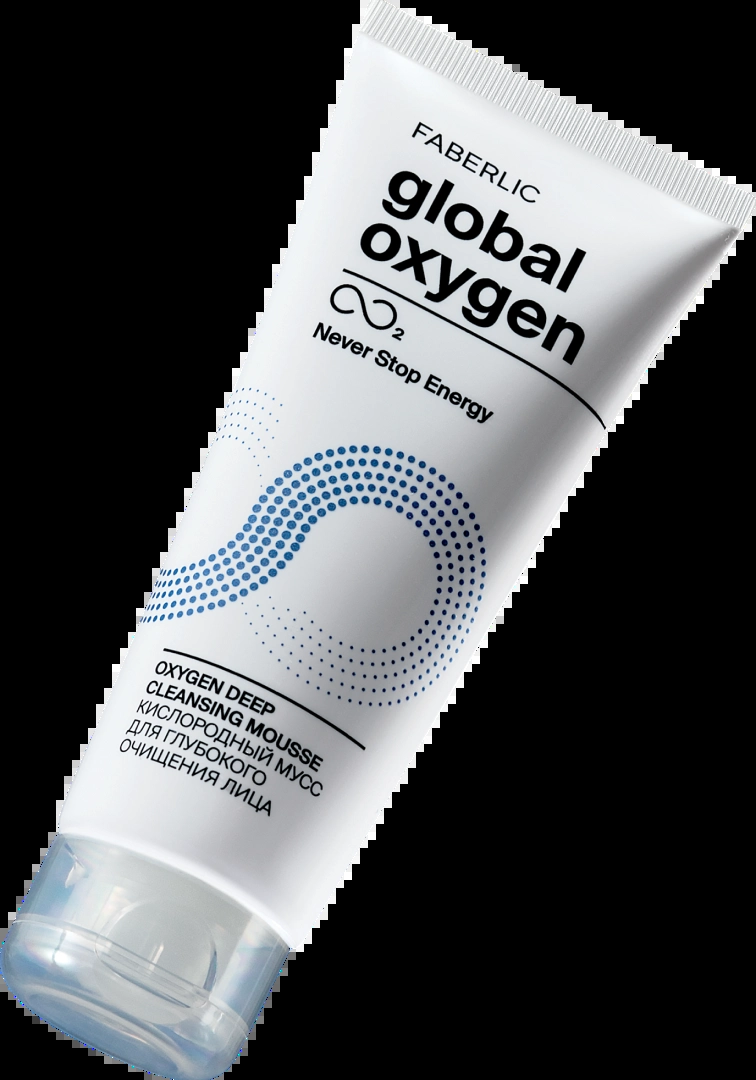 FABERLIC
global
oxygen
∞₂
Never Stop Energy
OXYGEN DEEP
CLEANSING MOUSSE
КИСЛОРОДНЫЙ МУСС
ДЛЯ ГЛУБОКОГО
ОЧИЩЕНИЯ ЛИЦА